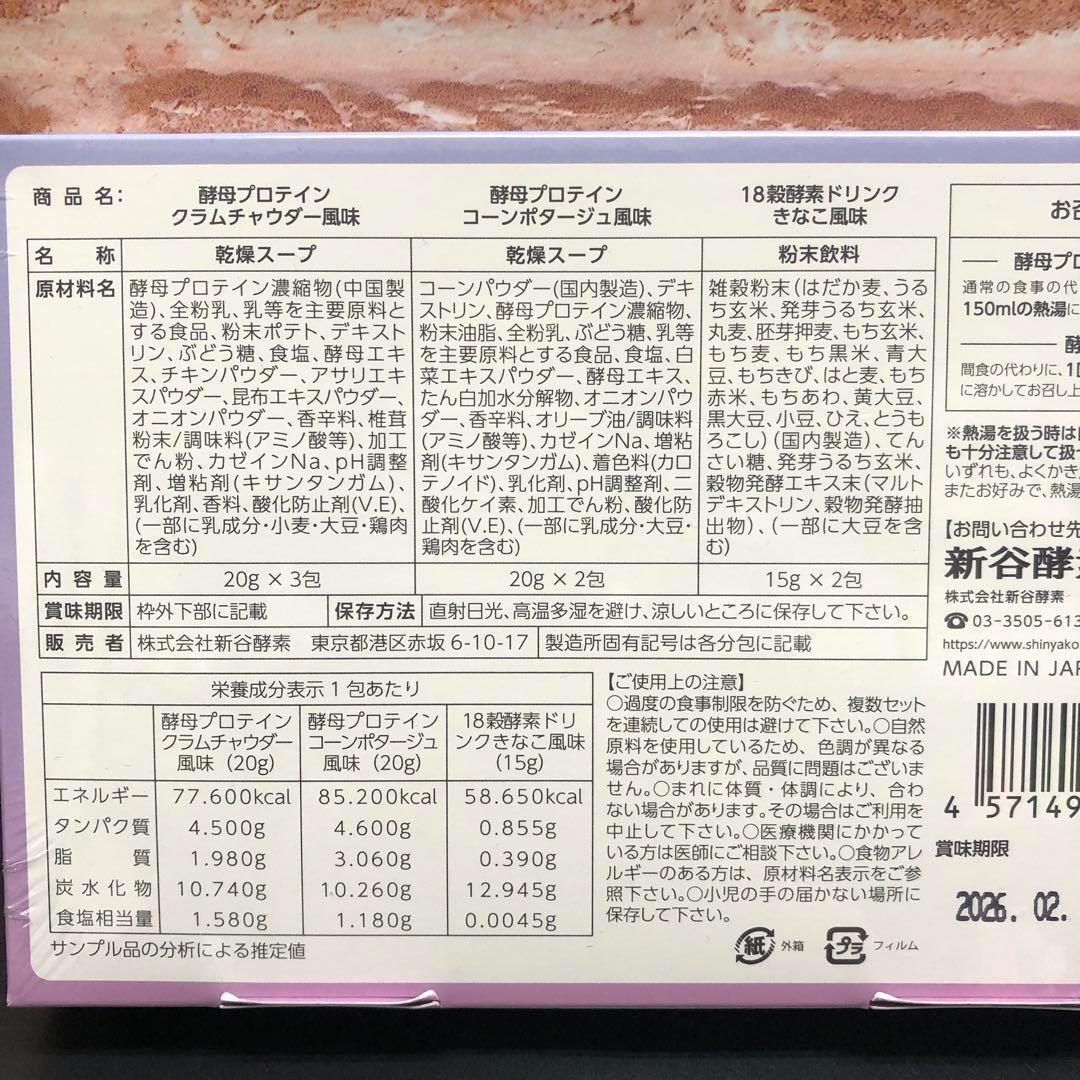 商品名:
酵母プロテイン
クラムチャウダー風味
酵母プロテイン
コーンポタージュ風味
18穀酵素ドリンク
きなこ風味
名称
乾燥スープ
乾燥スープ
粉末飲料
原材料名
酵母プロテイン濃縮物(中国製
造)、全粉乳、乳等を主要原料と
する食品、粉末ポテト、デキスト
リン、ぶどう糖、食塩、酵母エキ
ス、チキンパウダー、アサリエキ
スパウダー、昆布エキスパウダー、
オニオンパウダー、香辛料、椎茸
粉末/調味料(アミノ酸等)、加工
でん粉、カゼインNa、pH調整
剤、増粘剤(キサンタンガム)、
乳化剤、香料、酸化防止剤(V.E)、
(一部に乳成分・小麦・大豆・鶏肉
を含む)
コーンパウダー(国内製造)、デキ
ストリン、酵母プロテイン濃縮物、
粉末油脂、全粉乳、ぶどう糖、乳等
を主要原料とする食品、食塩、白
菜エキスパウダー、酵母エキス、
たん白加水分解物、オニオンパウ
ダー、香辛料、オリーブ油/調味料
(アミノ酸等)、カゼインNa、増粘
剤(キサンタンガム)、着色料(カロ
テノイド)、乳化剤、pH調整剤、二
酸化ケイ素、加工でん粉、酸化防
止剤(V.E)、(一部に乳成分・大豆・
鶏肉を含む)
雑穀粉末(はだか麦、うる
ち玄米、発芽うるち玄米、
丸麦、胚芽押麦、もち玄米、
もち麦、もち黒米、青大
豆、もちきび、はと麦、もち
赤米、もちあわ、黄大豆、
黒大豆、小豆、ひえ、とうも
ろこし)(国内製造)、てん
さい糖、発芽うるち玄米、
穀物発酵エキス末(マルト
デキストリン、穀物発酵抽
出物)、(一部に大豆を含
む)
内容量
20g×3包
20g×2包
15g×2包
賞味期限
枠外下部に記載
保存方法
直射日光、高温多湿を避け、涼しいところに保存して下さい。
販売者
株式会社新谷酵素 東京都港区赤坂6-10-17
製造所固有記号は各分包に記載
栄養成分表示1包あたり
酵母プロテイン
クラムチャウダー
風味(20g)
酵母プロテイン
コーンポタージュ
風味(20g)
18穀酵素ドリ
ンクきなこ風味
(15g)
エネルギー 77.600kcal 85.200kcal 58.650kcal
タンパク質 4.500g 4.600g 0.855g
脂質 1.980g 3.060g 0.390g
炭水化物 10.740g 10.260g 12.945g
食塩相当量 1.580g 1.180g 0.0045g
サンプル品の分析による推定値
【ご使用上の注意】
○過度の食事制限を防ぐため、複数セット
を連続しての使用は避けて下さい。○自然
原料を使用しているため、色調が異なる
場合がありますが、品質に問題はございま
せん。○まれに体質・体調により、合わ
ない場合があります。その場合はご利用を
中止して下さい。○医療機関にかかって
いる方は医師にご相談下さい。○食物アレ
ルギーのある方は、原材料名表示をご参
照下さい。○小児の手の届かない場所に
保存して下さい。
紙 外箱
プラ フィルム
お召
酵母プロ
通常の食事の代
150mlの熱湯に
酵
間食の代わりに、1
に溶かしてお召し上
※熱湯を扱う時は
も十分注意して扱
いずれも、よくかき
またお好みで、熱湯
【お問い合わせ先
新谷酵
株式会社新谷酵素
☎03-3505-613
https://www.shinyako
MADE IN JAP
4 57149
賞味期限
2026.02.